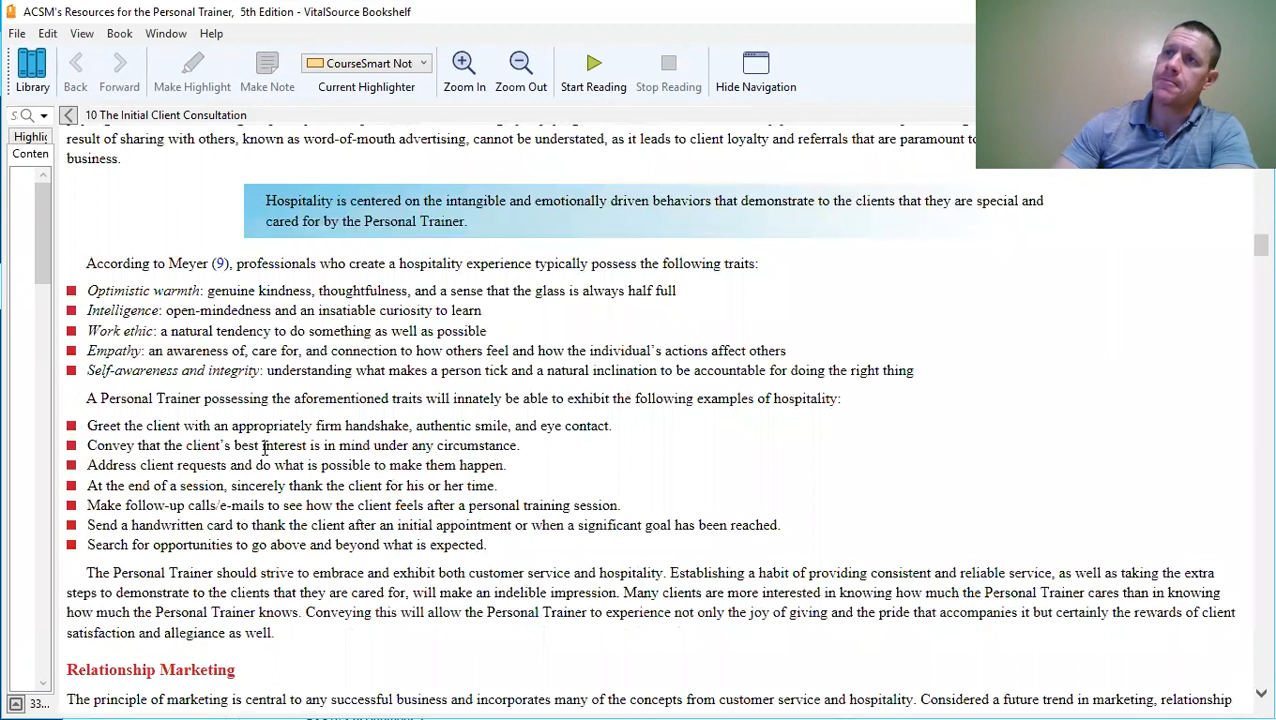 ACSM's Resources for the Personal Trainer, 5th Edition - VitalSource Bookshelf
File Edit View Book Window Help
CourseSmart Not
Library Back Forward Make Highlight Make Note Current Highlighter Zoom In Zoom Out Start Reading Stop Reading Hide Navigation
S 10 The Initial Client Consultation
Highlig
Conten
result of sharing with others, known as word-of-mouth advertising, cannot be understated, as it leads to client loyalty and referrals that are paramount to
business.
Hospitality is centered on the intangible and emotionally driven behaviors that demonstrate to the clients that they are special and
cared for by the Personal Trainer.
According to Meyer (9), professionals who create a hospitality experience typically possess the following traits:
Optimistic warmth: genuine kindness, thoughtfulness, and a sense that the glass is always half full
Intelligence: open-mindedness and an insatiable curiosity to learn
Work ethic: a natural tendency to do something as well as possible
Empathy: an awareness of, care for, and connection to how others feel and how the individual's actions affect others
Self-awareness and integrity: understanding what makes a person tick and a natural inclination to be accountable for doing the right thing
A Personal Trainer possessing the aforementioned traits will innately be able to exhibit the following examples of hospitality:
Greet the client with an appropriately firm handshake, authentic smile, and eye contact.
Convey that the client's best interest is in mind under any circumstance.
Address client requests and do what is possible to make them happen.
At the end of a session, sincerely thank the client for his or her time.
Make follow-up calls/e-mails to see how the client feels after a personal training session.
Send a handwritten card to thank the client after an initial appointment or when a significant goal has been reached.
Search for opportunities to go above and beyond what is expected.
The Personal Trainer should strive to embrace and exhibit both customer service and hospitality. Establishing a habit of providing consistent and reliable service, as well as taking the extra
steps to demonstrate to the clients that they are cared for, will make an indelible impression. Many clients are more interested in knowing how much the Personal Trainer cares than in knowing
how much the Personal Trainer knows. Conveying this will allow the Personal Trainer to experience not only the joy of giving and the pride that accompanies it but certainly the rewards of client
satisfaction and allegiance as well.
Relationship Marketing
The principle of marketing is central to any successful business and incorporates many of the concepts from customer service and hospitality. Considered a future trend in marketing, relationship
33...